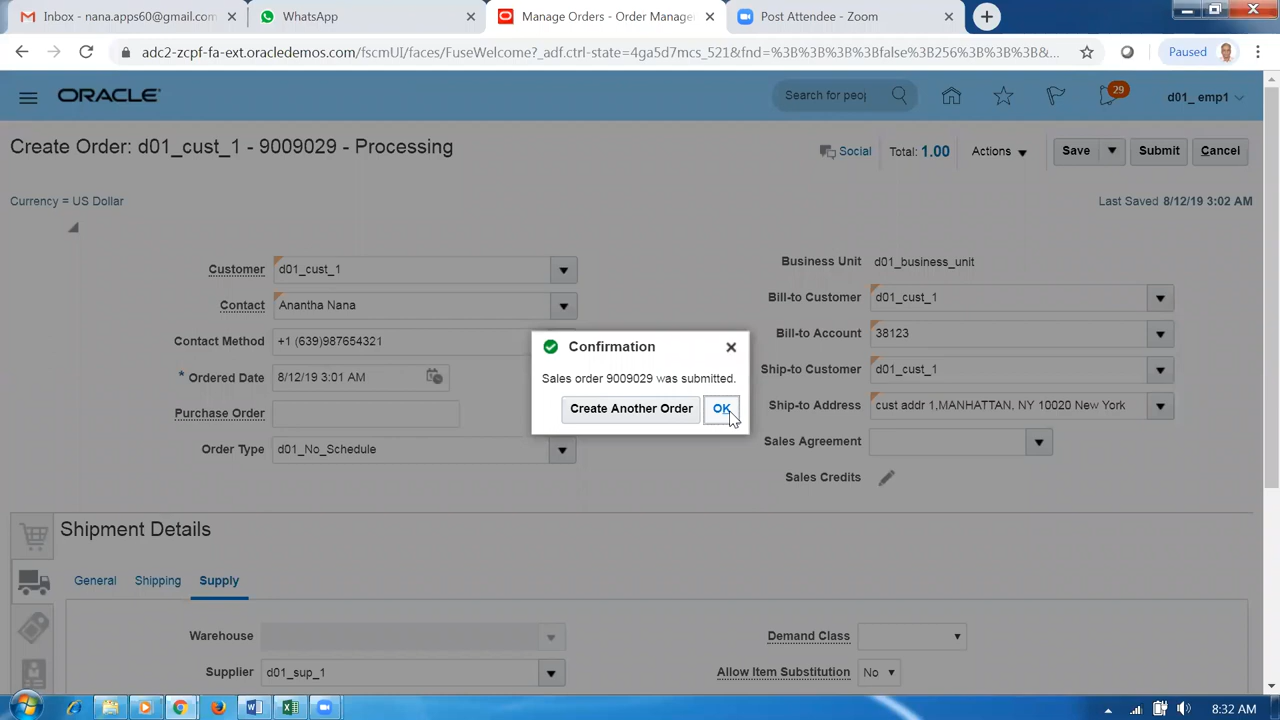 Inbox - nana.apps60@gmail.com
WhatsApp
Manage Orders - Order Manage
Post Attendee - Zoom
adc2-zcpf-fa-ext.oracledemos.com/fscmUI/faces/FuseWelcome?_adf.ctrl-state=4ga5d7mcs_521&fnd=%3B%3B%3B%3Bfalse%3B256%3B%3B%3B&...
Paused
ORACLE
Search for peop
29
d01_ emp1
Create Order: d01_cust_1 - 9009029 - Processing
Social
Total: 1.00
Actions
Save
Submit
Cancel
Currency = US Dollar
Last Saved 8/12/19 3:02 AM
Customer d01_cust_1
Business Unit d01_business_unit
Contact Anantha Nana
Bill-to Customer d01_cust_1
Contact Method +1 (639)987654321
Bill-to Account 38123
* Ordered Date 8/12/19 3:01 AM
Ship-to Customer d01_cust_1
Purchase Order
Ship-to Address cust addr 1,MANHATTAN, NY 10020 New York
Order Type d01_No_Schedule
Sales Agreement
Sales Credits
Confirmation
Sales order 9009029 was submitted.
Create Another Order
OK
Shipment Details
General
Shipping
Supply
Warehouse
Demand Class
Supplier d01_sup_1
Allow Item Substitution No
8:32 AM